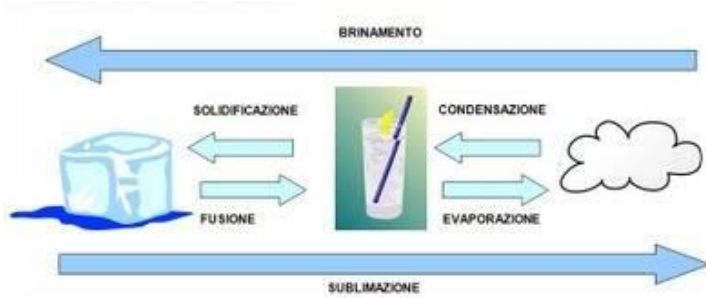 BRINAMENTO
SOLIDIFICAZIONE
CONDENSAZIONE
FUSIONE
EVAPORAZIONE
SUBLIMAZIONE